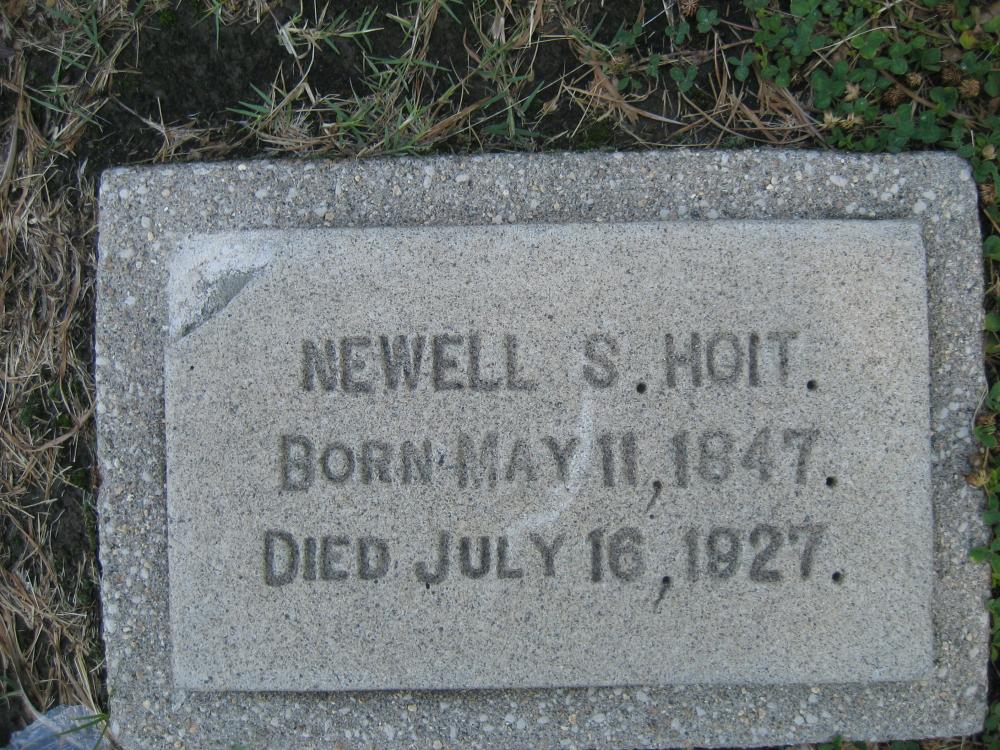 NEWELL S. HOIT.
BORN MAY 11, 1847.
DIED JULY 16, 1927.